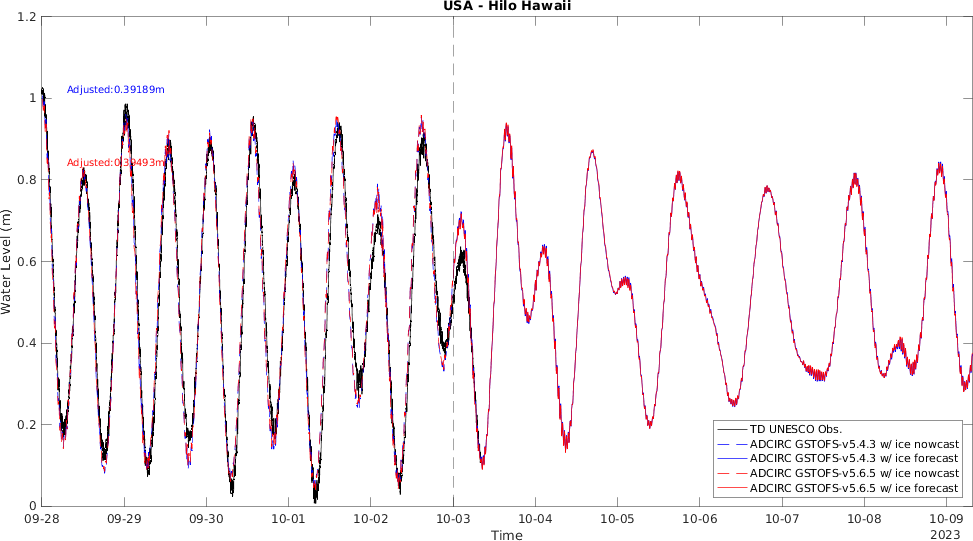 USA - Hilo Hawaii
1.2
1
0.8
0.6
0.4
0.2
0
Water Level (m)
Adjusted:0.39189m
Adjusted:0.39493m
TD UNESCO Obs.
ADCIRC GSTOFS-v5.4.3 w/ ice nowcast
ADCIRC GSTOFS-v5.4.3 w/ ice forecast
ADCIRC GSTOFS-v5.6.5 w/ ice nowcast
ADCIRC GSTOFS-v5.6.5 w/ ice forecast
09-28 09-29 09-30 10-01 10-02 10-03 10-04 10-05 10-06 10-07 10-08 10-09
2023
Time